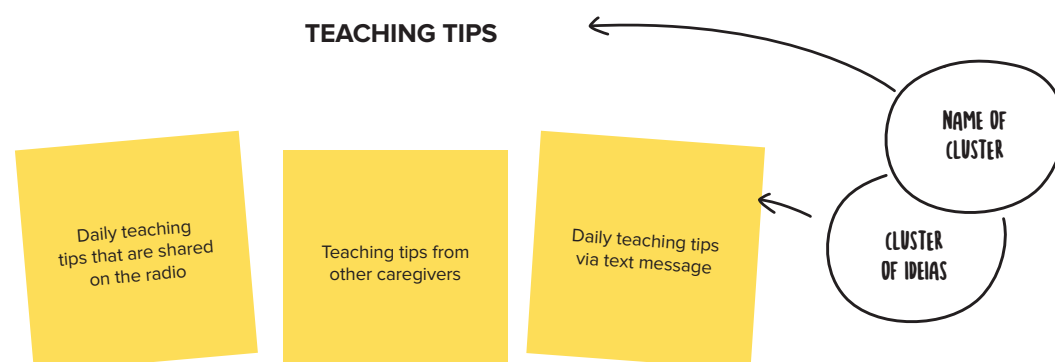 TEACHING TIPS
NAME OF
CLUSTER
Daily teaching
tips that are shared
on the radio
Teaching tips from
other caregivers
Daily teaching tips
via text message
CLUSTER
OF IDEIAS